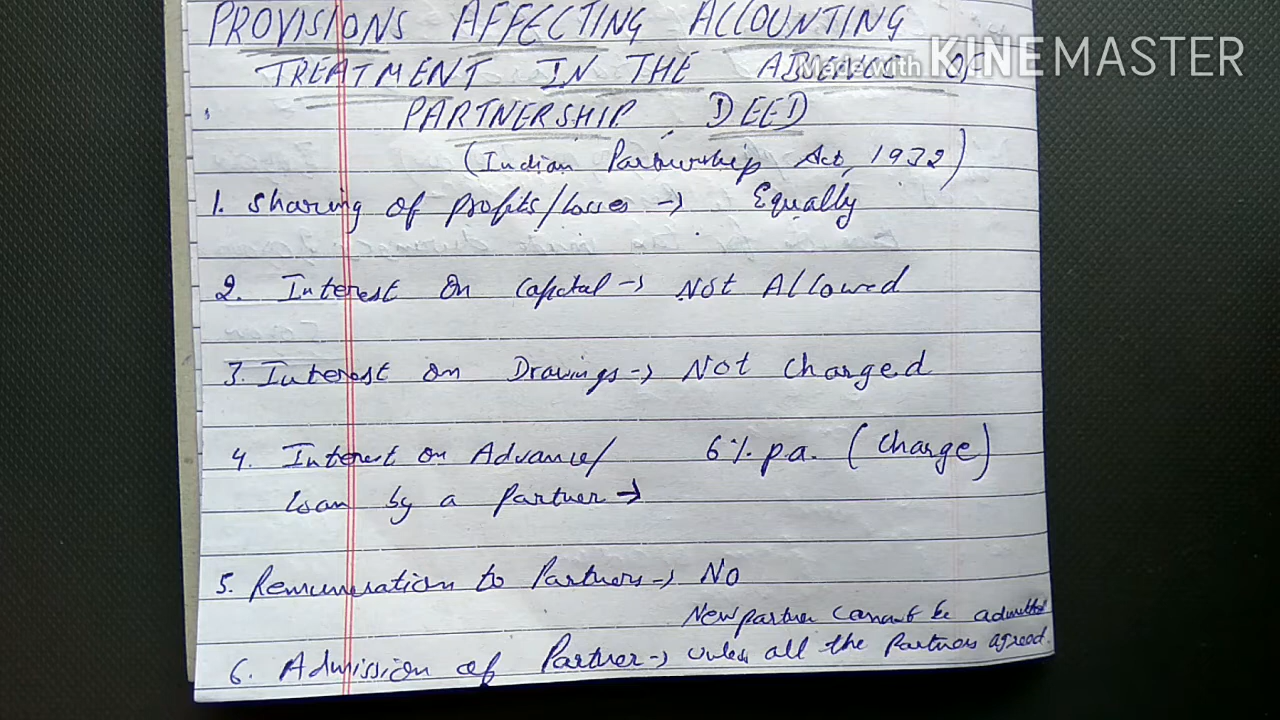 PROVISIONS AFFECTING ACCOUNTING
TREATMENT IN THE ABSENCE OF
Made with KINEMASTER
PARTNERSHIP DEED
(Indian Partnership Act, 1932)
1. Sharing of Profits/Losses → Equally
2. Interest on Capital → Not Allowed
3. Interest on Drawings → Not Charged
4. Interest on Advance/ 6% p.a. (Charge)
Loan by a Partner →
5. Remuneration to Partners → No
New partner cannot be admitted
6. Admission of Partner → unless all the Partners agreed.